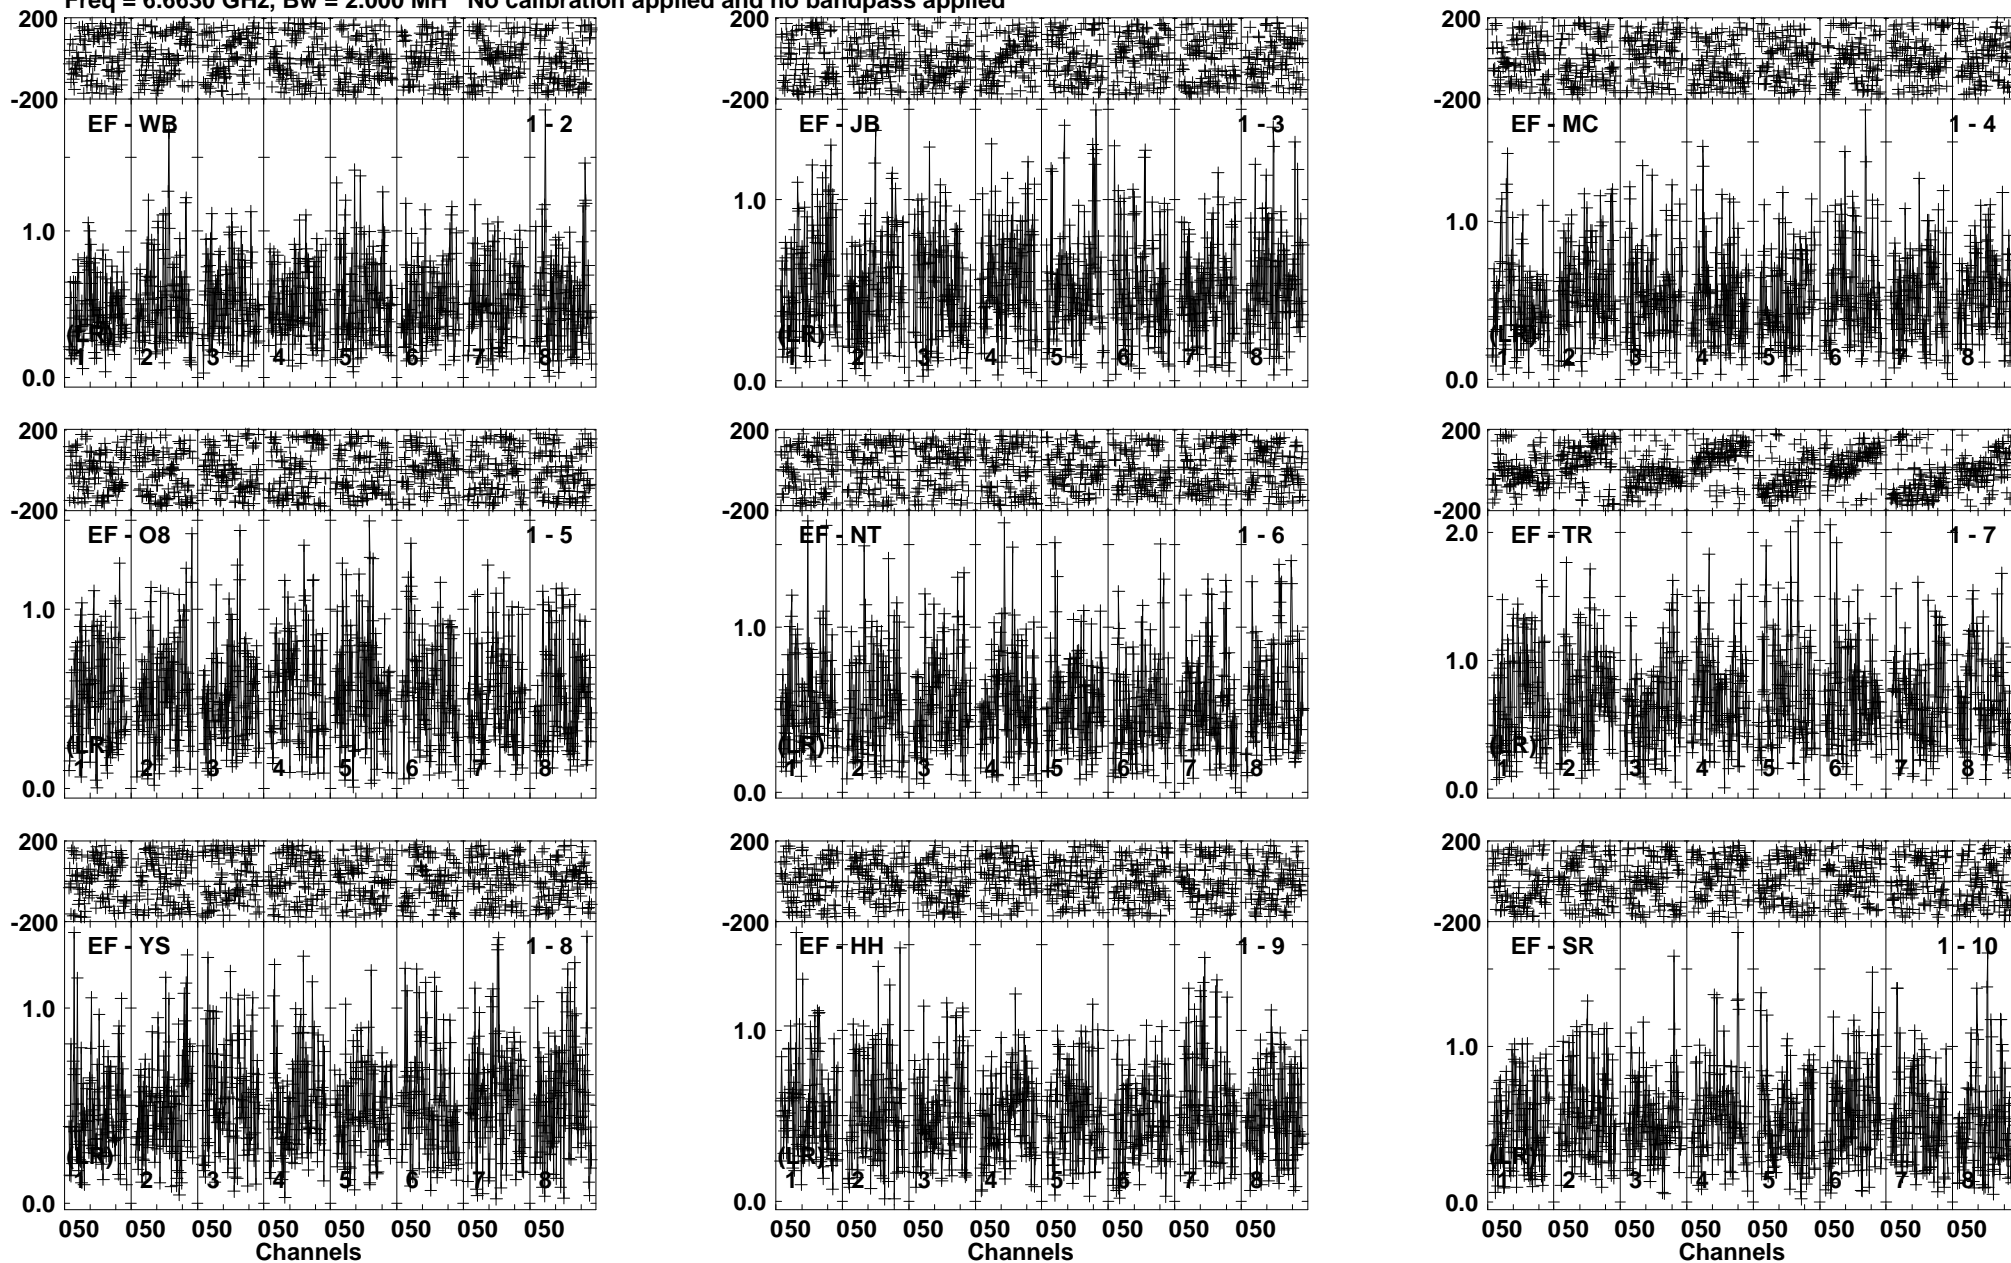 Freq = 6.6630 GHz, Bw = 2.000 MH No calibration applied and no bandpass applied
200
-200
EF - WB 1 - 2
1.0
(LR)
1 2 3 4 5 6 7 8
0.0
200
-200
EF - JB 1 - 3
1.0
(LR)
1 2 3 4 5 6 7 8
0.0
200
-200
EF - MC 1 - 4
1.0
(LR)
1 2 3 4 5 6 7 8
0.0
200
-200
EF - O8 1 - 5
1.0
(LR)
1 2 3 4 5 6 7 8
0.0
200
-200
EF - NT 1 - 6
1.0
(LR)
1 2 3 4 5 6 7 8
0.0
200
-200
2.0
EF - TR 1 - 7
1.0
(LR)
1 2 3 4 5 6 7 8
0.0
200
-200
EF - YS 1 - 8
1.0
(LR)
1 2 3 4 5 6 7 8
0.0
050 050 050 050 050 050 050 050
Channels
200
-200
EF - HH 1 - 9
1.0
(LR)
1 2 3 4 5 6 7 8
0.0
050 050 050 050 050 050 050 050
Channels
200
-200
EF - SR 1 - 10
1.0
(LR)
1 2 3 4 5 6 7 8
0.0
050 050 050 050 050 050 050 050
Channels